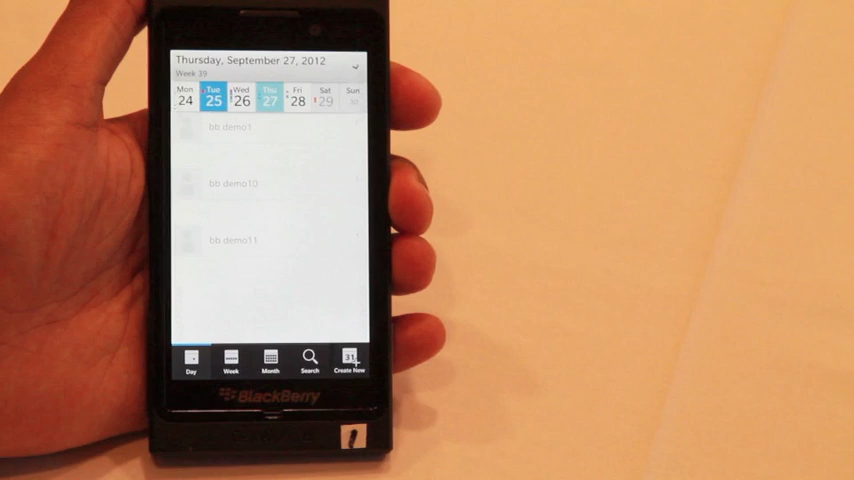 Thursday, September 27, 2012
Week 39
Mon Tue Wed Thu Fri Sat Sun
24 25 26 27 28 29 30
bb demo1
bb demo10
bb demo11
31
Day Week Month Search Create New
BlackBerry
1